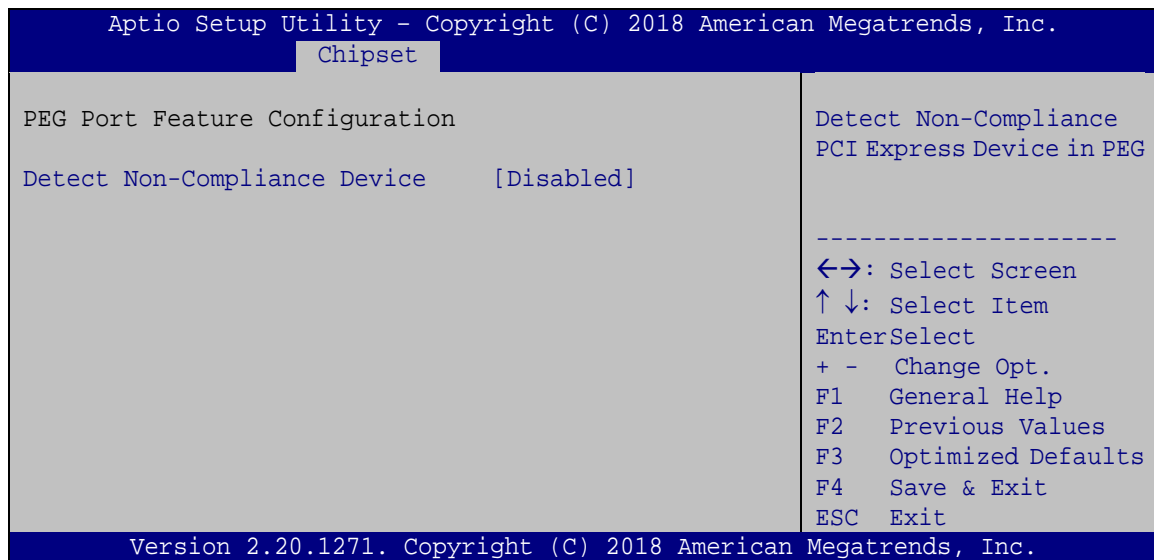 Aptio Setup Utility – Copyright (C) 2018 American Megatrends, Inc.
Chipset
PEG Port Feature Configuration
Detect Non-Compliance Device [Disabled]
Detect Non-Compliance
PCI Express Device in PEG
---------------------
←→: Select Screen
↑ ↓: Select Item
EnterSelect
+ - Change Opt.
F1 General Help
F2 Previous Values
F3 Optimized Defaults
F4 Save & Exit
ESC Exit
Version 2.20.1271. Copyright (C) 2018 American Megatrends, Inc.